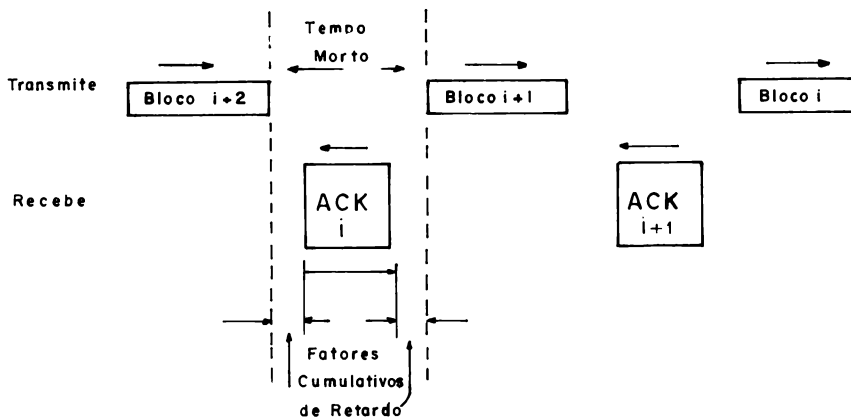 Tempo
Morto
Transmite
Bloco i+2
Bloco i+1
Bloco i
Recebe
ACK
i
ACK
i+1
Fatores
Cumulativos
de Retardo